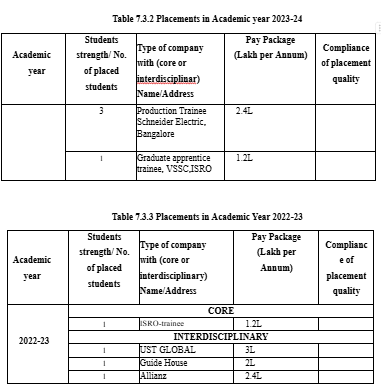 Table 7.3.2 Placements in Academic year 2023-24
Academic year
Students strength/ No. of placed students
Type of company with (core or interdisciplinar) Name/Address
Pay Package (Lakh per Annum)
Compliance of placement quality
3
Production Trainee
Schneider Electric,
Bangalore
2.4L
1
Graduate apprentice
trainee, VSSC,ISRO
1.2L
Table 7.3.3 Placements in Academic Year 2022-23
Academic year
Students strength/ No. of placed students
Type of company with (core or interdisciplinary) Name/Address
Pay Package (Lakh per Annum)
Complianc e of placement quality
2022-23
CORE
1 ISRO-trainee 1.2L
INTERDISCIPLINARY
1 UST GLOBAL 3L
1 Guide House 2L
1 Allianz 2.4L